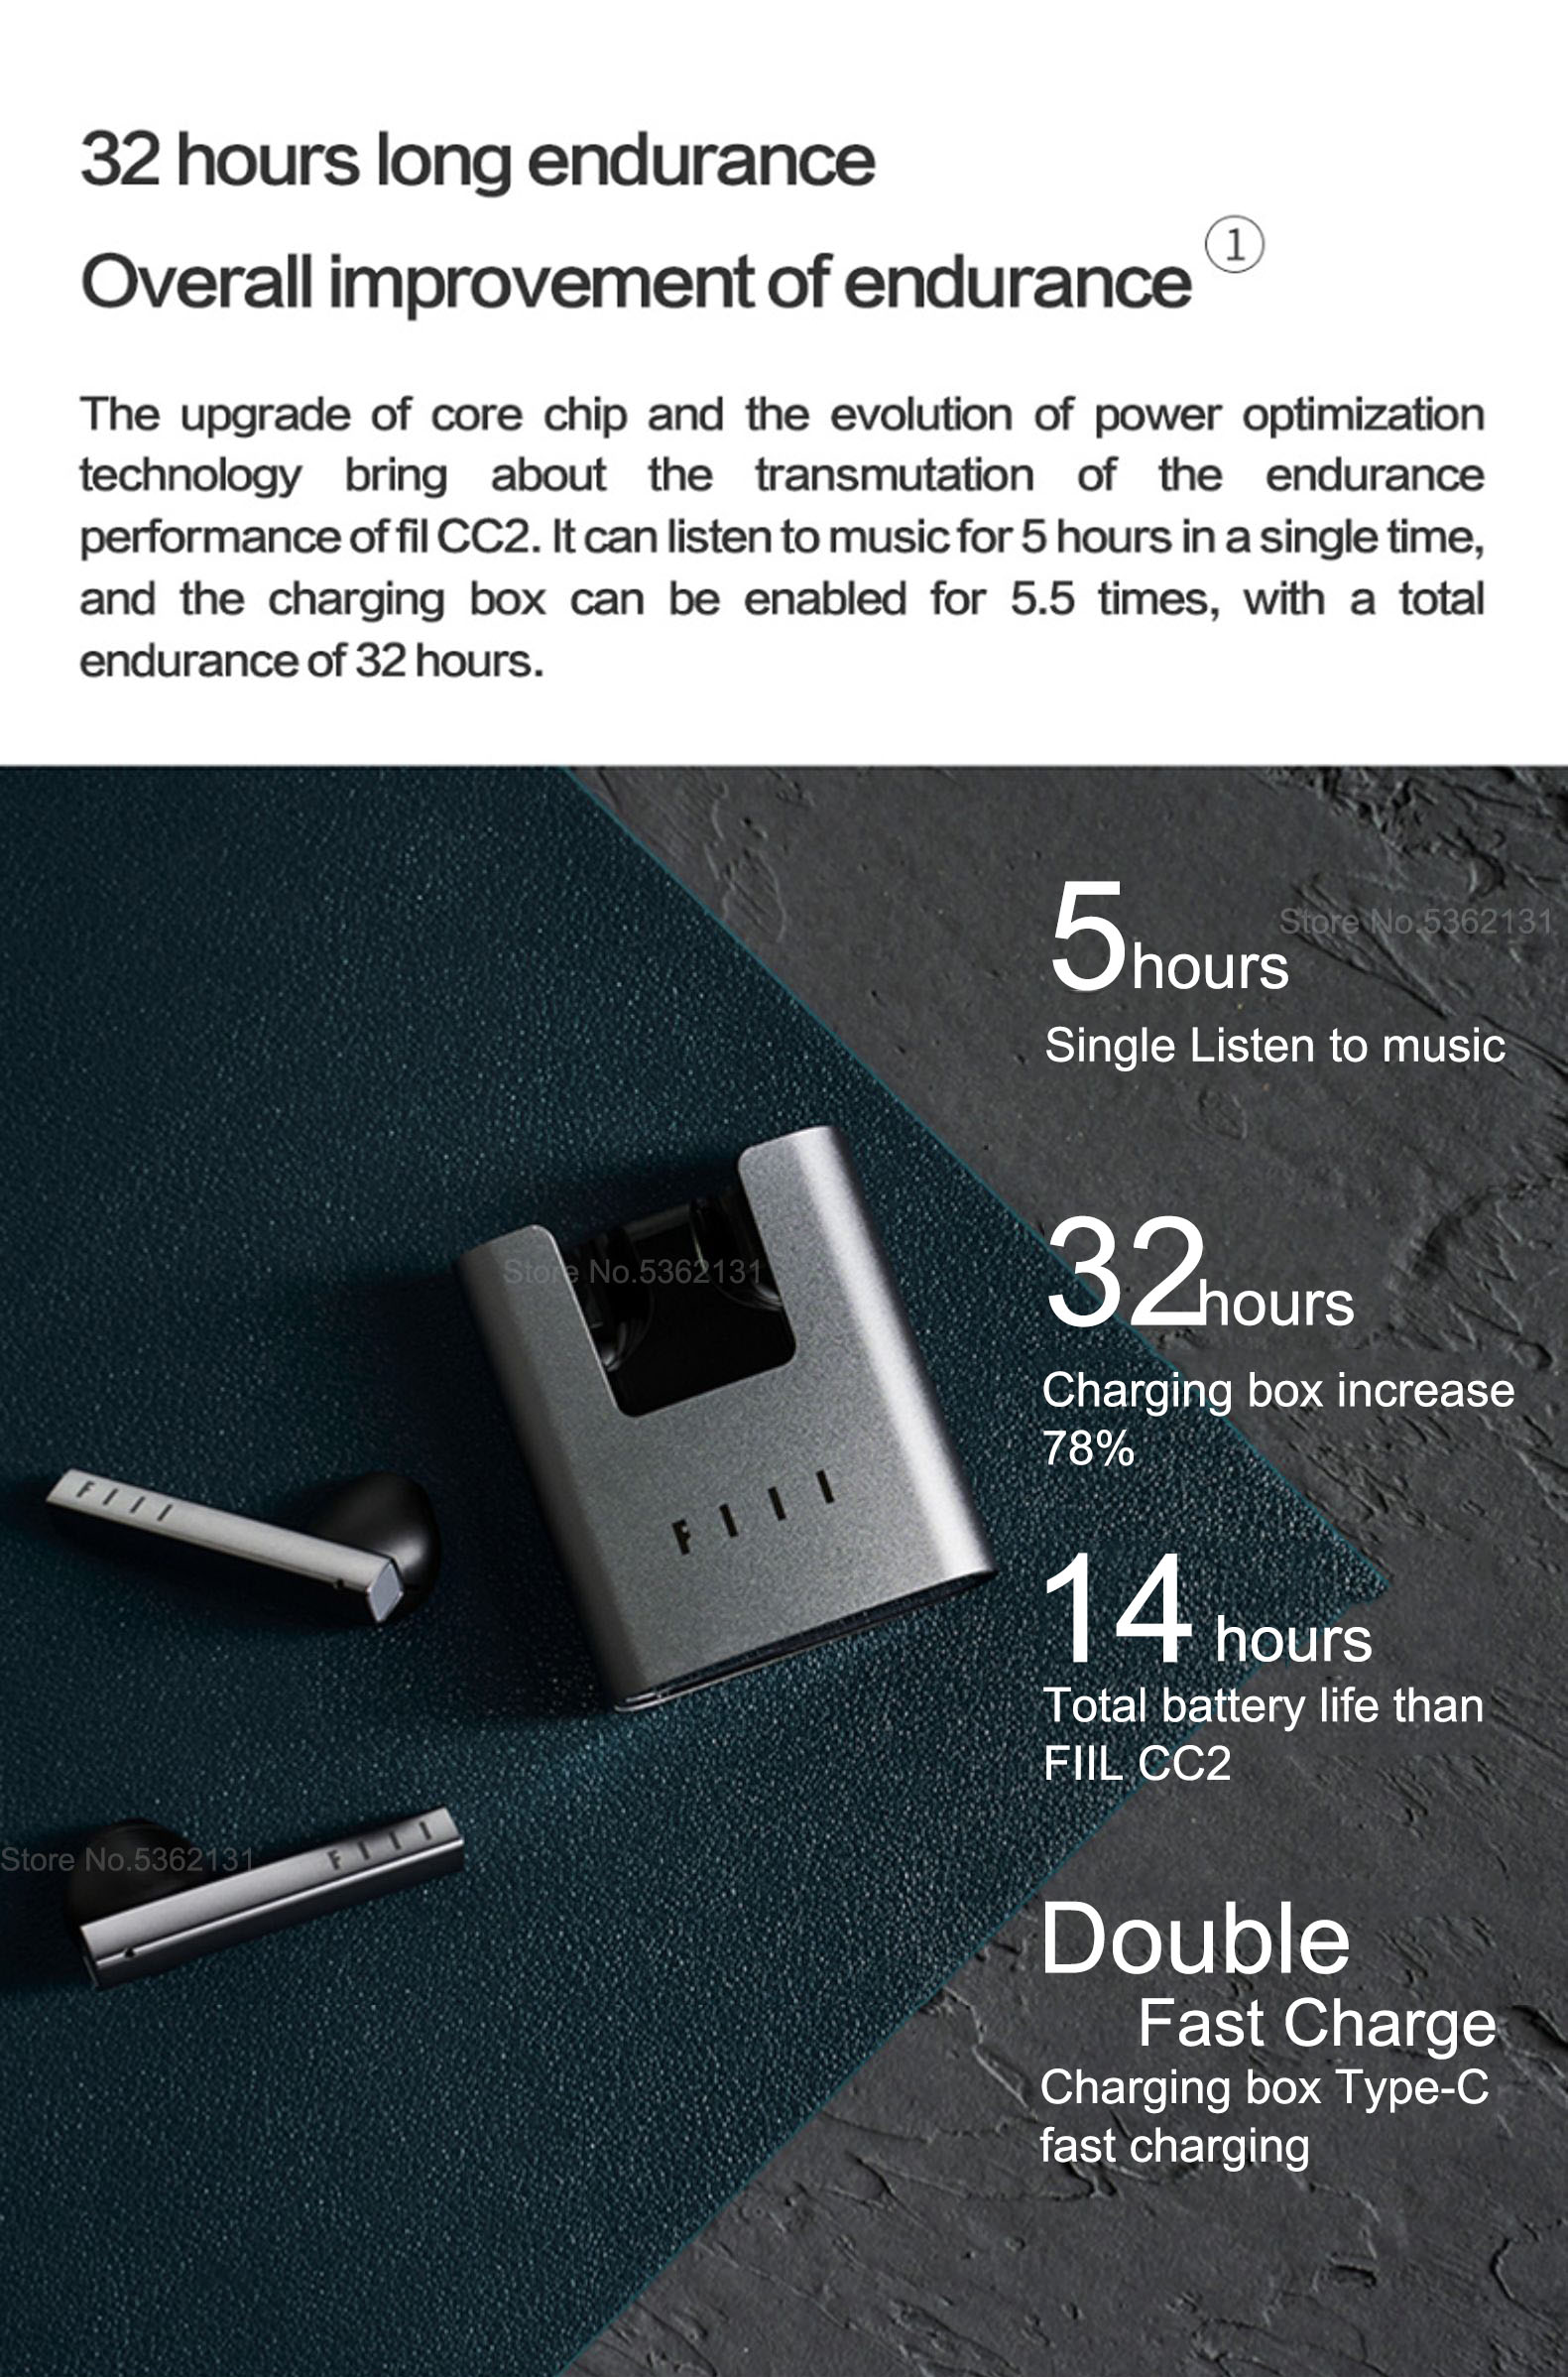 32 hours long endurance
Overall improvement of endurance ①
The upgrade of core chip and the evolution of power optimization
technology bring about the transmutation of the endurance
performance of fil CC2. It can listen to music for 5 hours in a single time,
and the charging box can be enabled for 5.5 times, with a total
endurance of 32 hours.
5hours
Store No.5362131
Single Listen to music
32hours
Store No.5362131
Charging box increase
78%
FIIL
FIIL
14 hours
Total battery life than
FIIL CC2
FIIL
Store No.5362131
Double
Fast Charge
Charging box Type-C
fast charging